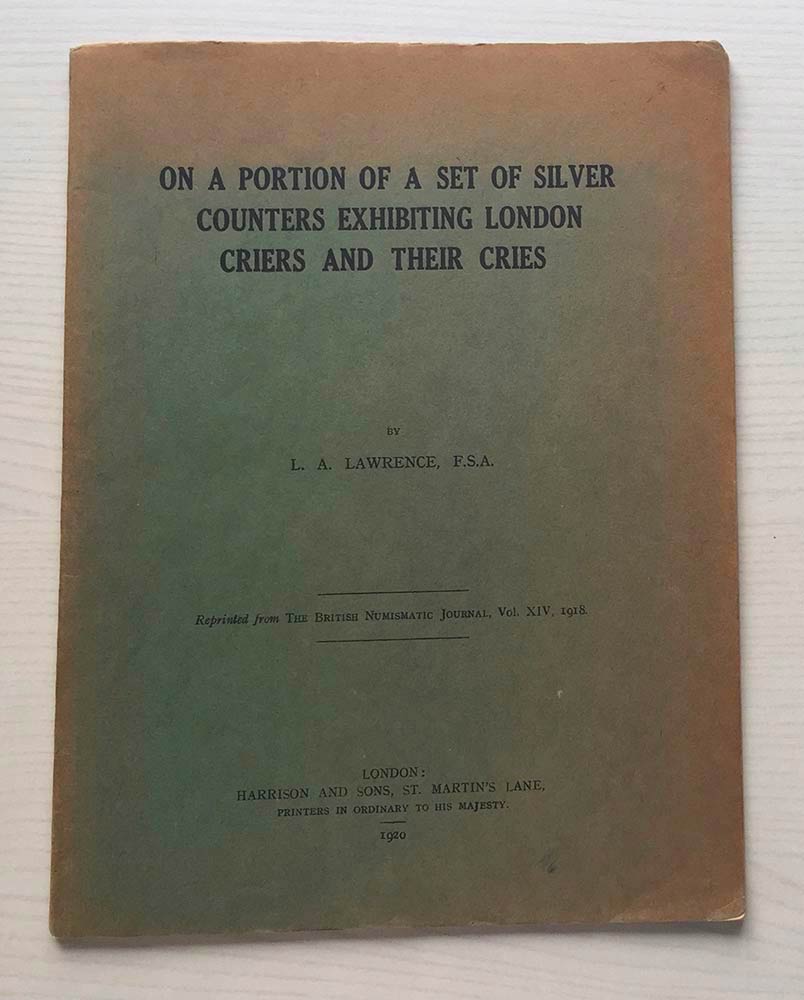 ON A PORTION OF A SET OF SILVER
COUNTERS EXHIBITING LONDON
CRIERS AND THEIR CRIES
BY
L. A. LAWRENCE, F.S.A.
Reprinted from THE BRITISH NUMISMATIC JOURNAL, Vol. XIV, 1918.
LONDON:
HARRISON AND SONS, ST. MARTIN'S LANE,
PRINTERS IN ORDINARY TO HIS MAJESTY.
1920